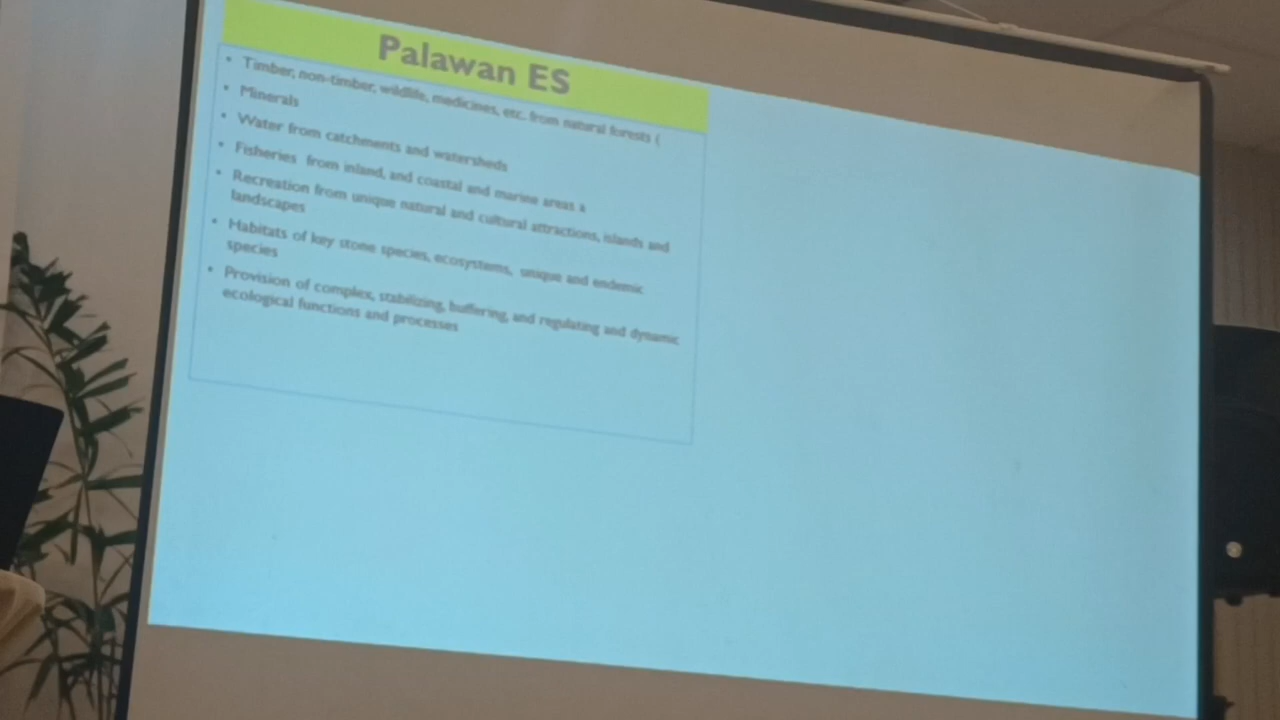 Palawan ES
• Timber, non-timber, wildlife, medicines, etc. from natural forests (
• Minerals
• Water from catchments and watersheds
• Fisheries from inland, and coastal and marine areas a
• Recreation from unique natural and cultural attractions, islands and
landscapes
• Habitats of key stone species, ecosystems, unique and endemic
species
• Provision of complex, stabilizing, buffering, and regulating and dynamic
ecological functions and processes